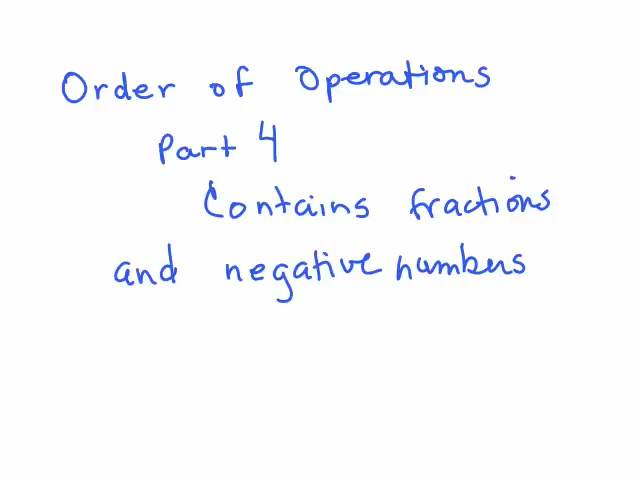 Order of Operations
Part 4
Contains fractions
and negative numbers